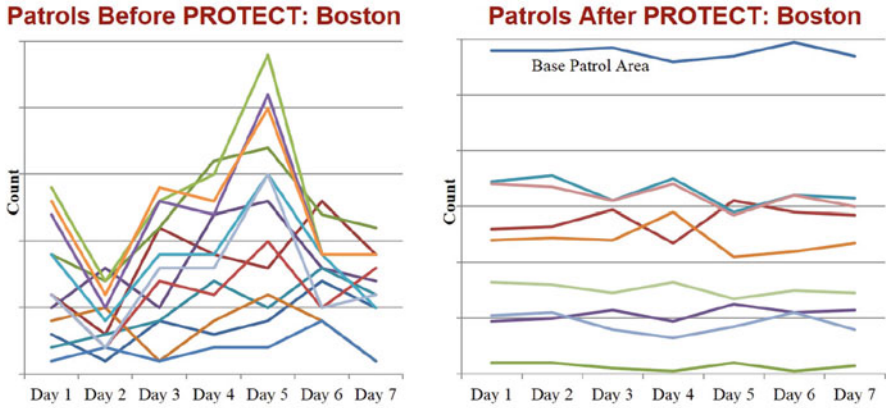 Patrols Before PROTECT: Boston
Count
Day 1 Day 2 Day 3 Day 4 Day 5 Day 6 Day 7
Patrols After PROTECT: Boston
Base Patrol Area
Count
Day 1 Day 2 Day 3 Day 4 Day 5 Day 6 Day 7